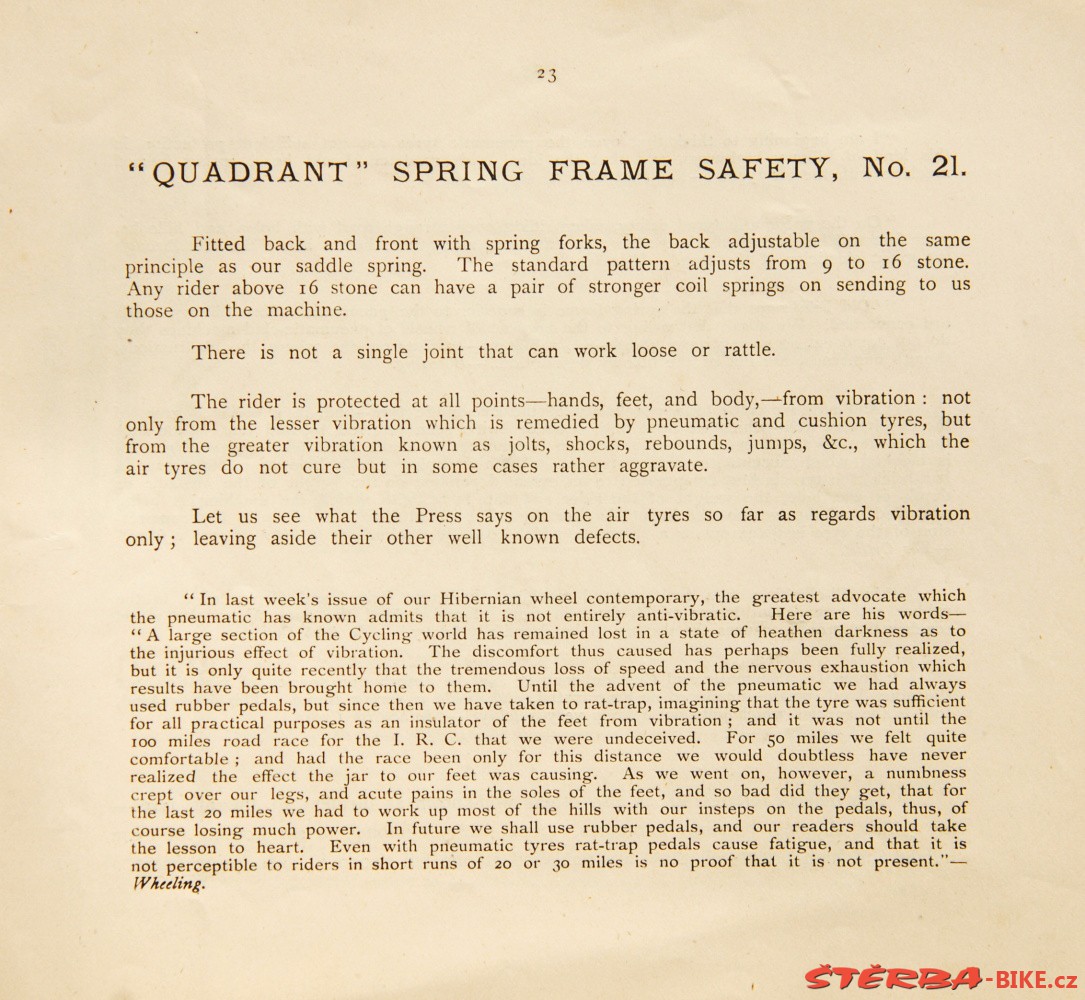 23
“QUADRANT” SPRING FRAME SAFETY, No. 21.
Fitted back and front with spring forks, the back adjustable on the same
principle as our saddle spring. The standard pattern adjusts from 9 to 16 stone.
Any rider above 16 stone can have a pair of stronger coil springs on sending to us
those on the machine.
There is not a single joint that can work loose or rattle.
The rider is protected at all points—hands, feet, and body,—from vibration : not
only from the lesser vibration which is remedied by pneumatic and cushion tyres, but
from the greater vibration known as jolts, shocks, rebounds, jumps, &c., which the
air tyres do not cure but in some cases rather aggravate.
Let us see what the Press says on the air tyres so far as regards vibration
only ; leaving aside their other well known defects.
“ In last week's issue of our Hibernian wheel contemporary, the greatest advocate which
the pneumatic has known admits that it is not entirely anti-vibratic. Here are his words—
“ A large section of the Cycling world has remained lost in a state of heathen darkness as to
the injurious effect of vibration. The discomfort thus caused has perhaps been fully realized,
but it is only quite recently that the tremendous loss of speed and the nervous exhaustion which
results have been brought home to them. Until the advent of the pneumatic we had always
used rubber pedals, but since then we have taken to rat-trap, imagining that the tyre was sufficient
for all practical purposes as an insulator of the feet from vibration ; and it was not until the
100 miles road race for the I. R. C. that we were undeceived. For 50 miles we felt quite
comfortable ; and had the race been only for this distance we would doubtless have never
realized the effect the jar to our feet was causing. As we went on, however, a numbness
crept over our legs, and acute pains in the soles of the feet, and so bad did they get, that for
the last 20 miles we had to work up most of the hills with our insteps on the pedals, thus, of
course losing much power. In future we shall use rubber pedals, and our readers should take
the lesson to heart. Even with pneumatic tyres rat-trap pedals cause fatigue, and that it is
not perceptible to riders in short runs of 20 or 30 miles is no proof that it is not present.”—
Wheeling.
ŠTĚRBA-BIKE.cz